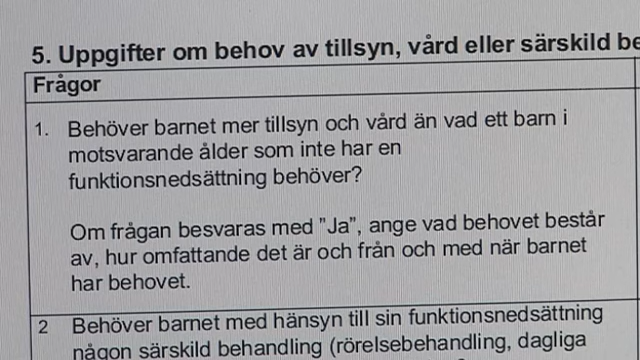 5. Uppgifter om behov av tillsyn, vård eller särskild
Frågor
1. Behöver barnet mer tillsyn och vård än vad ett barn i
motsvarande ålder som inte har en
funktionsnedsättning behöver?
Om frågan besvaras med ”Ja”, ange vad behovet består
av, hur omfattande det är och från och med när barnet
har behovet.
2 Behöver barnet med hänsyn till sin funktionsnedsättning
någon särskild behandling (rörelsebehandling, dagliga